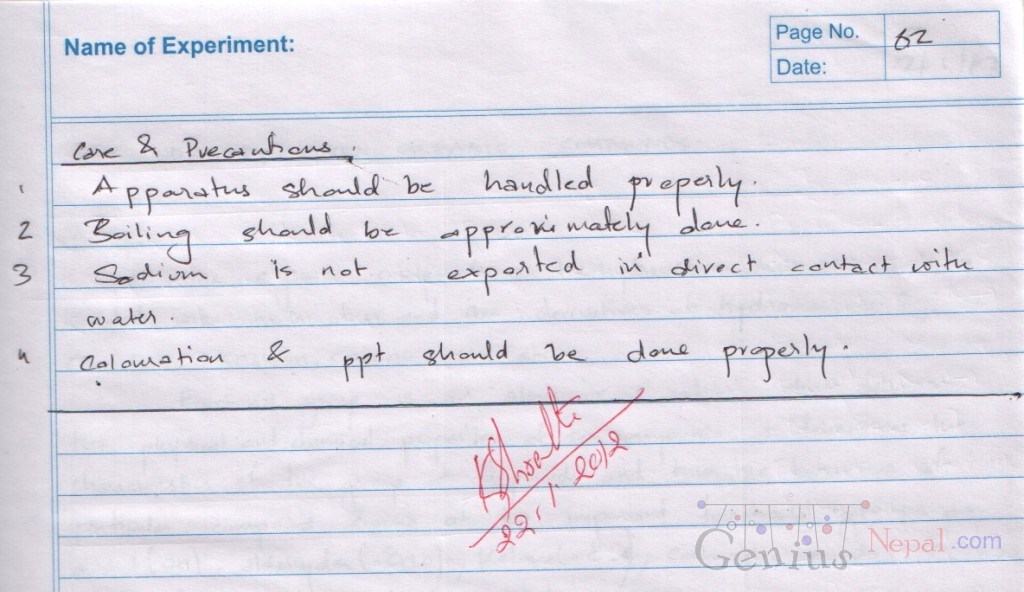 Name of Experiment:
Page No. 62
Date:
Care & Precautions
1 Apparatus should be handled properly.
2 Boiling should be approximately done.
3 Sodium is not exported in direct contact with
water
4 Colouration & ppt should be done properly.
22.1.2012
Genius Nepal.com